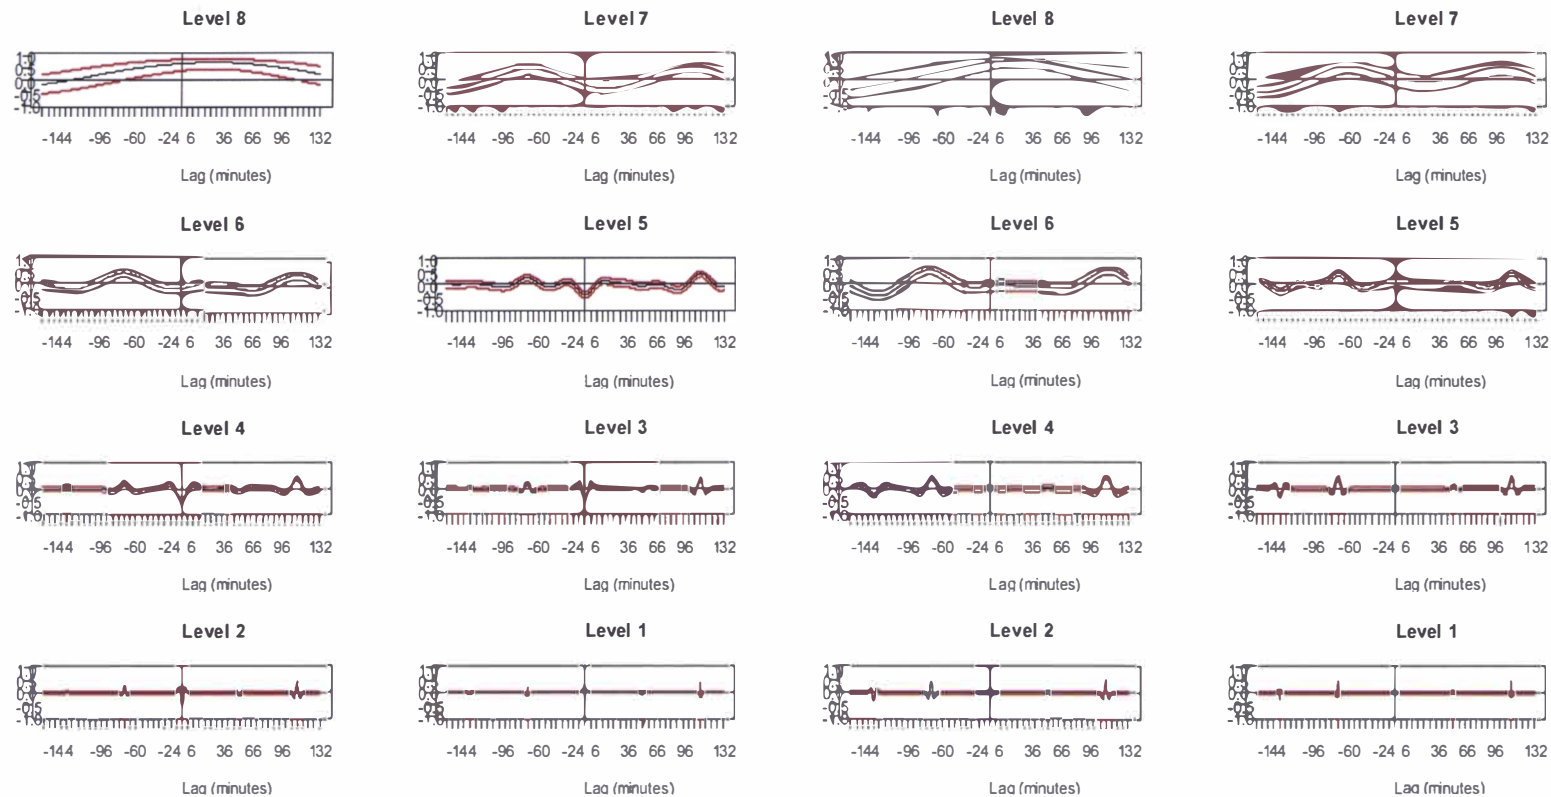 Level 8 Level 7 Level 8 Level 7
-144 -96 -60 -24 6 36 66 96 132 -144 -96 -60 -24 6 36 66 96 132 -144 -96 -60 -24 6 36 66 96 132 -144 -96 -60 -24 6 36 66 96 132
Lag (minutes) Lag (minutes) Lag (minutes) Lag (minutes)
Level 6 Level 5 Level 6 Level 5
-144 -96 -60 -24 6 36 66 96 132 -144 -96 -60 -24 6 36 66 96 132 -144 -96 -60 -24 6 36 66 96 132 -144 -96 -60 -24 6 36 66 96 132
Lag (minutes) Lag (minutes) Lag (minutes) Lag (minutes)
Level 4 Level 3 Level 4 Level 3
-144 -96 -60 -24 6 36 66 96 132 -144 -96 -60 -24 6 36 66 96 132 -144 -96 -60 -24 6 36 66 96 132 -144 -96 -60 -24 6 36 66 96 132
Lag (minutes) Lag (minutes) Lag (minutes) Lag (minutes)
Level 2 Level 1 Level 2 Level 1
-144 -96 -60 -24 6 36 66 96 132 -144 -96 -60 -24 6 36 66 96 132 -144 -96 -60 -24 6 36 66 96 132 -144 -96 -60 -24 6 36 66 96 132
Lag (minutes) Lag (minutes) Lag (minutes) Lag (minutes)